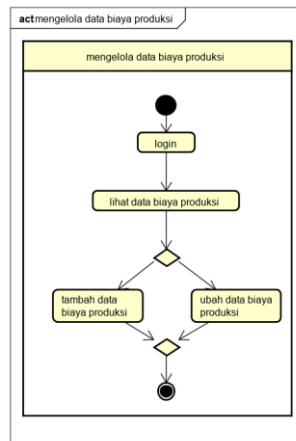 act mengelola data biaya produksi
mengelola data biaya produksi
login
lihat data biaya produksi
tambah data
biaya produksi
ubah data biaya
produksi